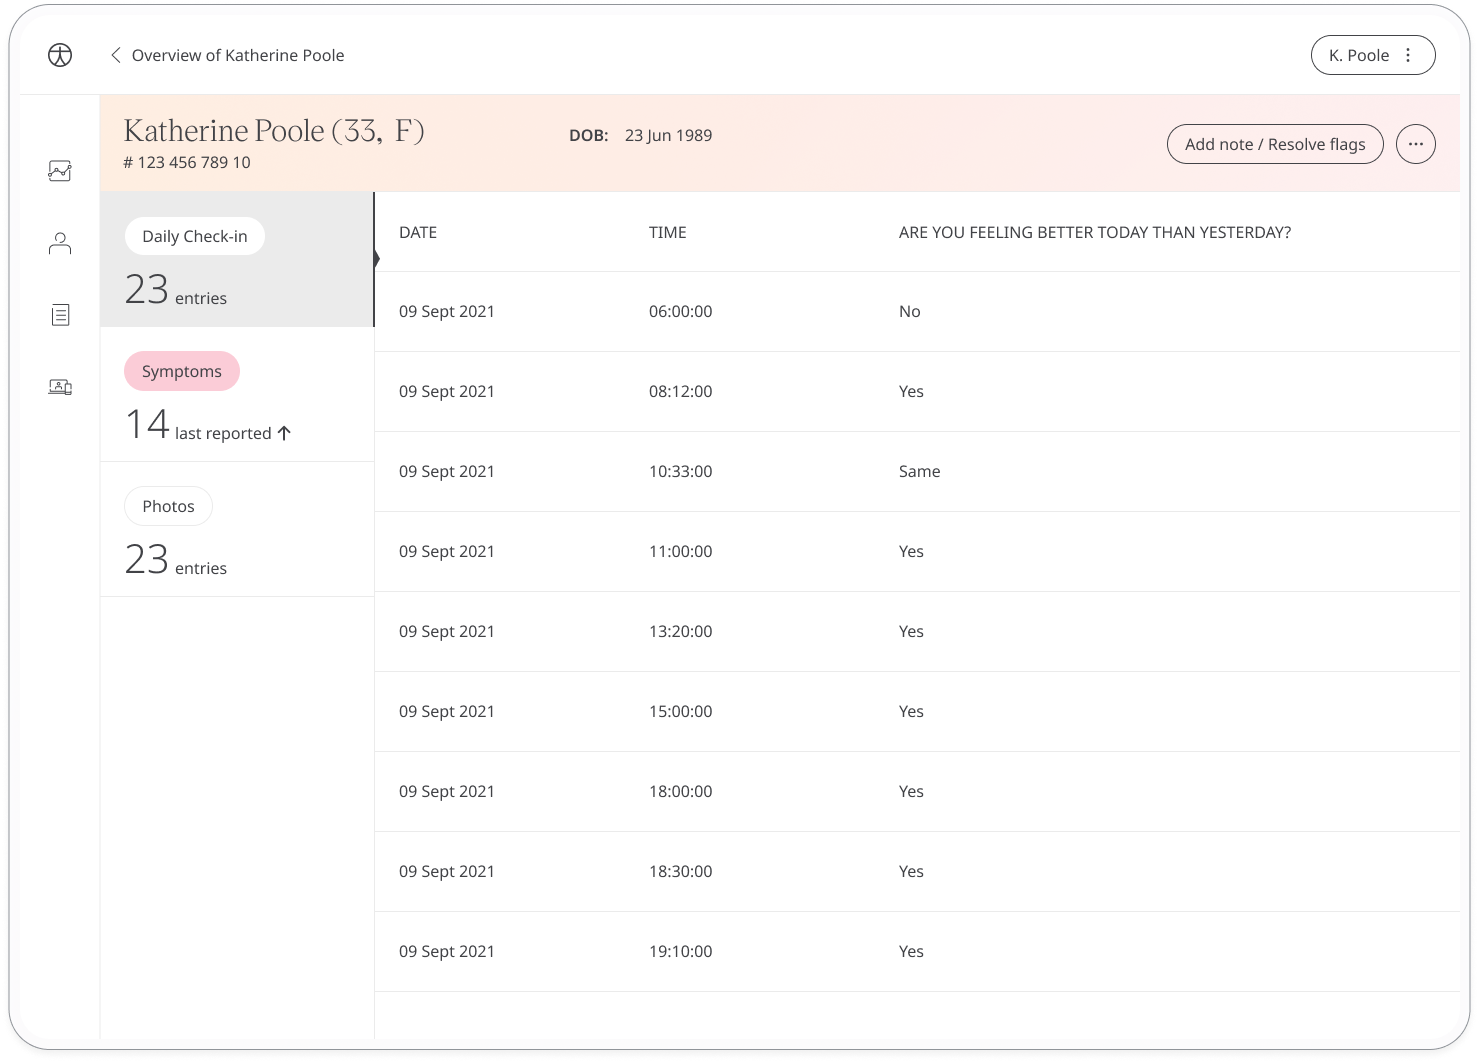 Overview of Katherine Poole
K. Poole
Katherine Poole (33, F)
# 123 456 789 10
DOB: 23 Jun 1989
Add note / Resolve flags
Daily Check-in
23 entries
Symptoms
14 last reported ↑
Photos
23 entries
DATE TIME ARE YOU FEELING BETTER TODAY THAN YESTERDAY?
09 Sept 2021 06:00:00 No
09 Sept 2021 08:12:00 Yes
09 Sept 2021 10:33:00 Same
09 Sept 2021 11:00:00 Yes
09 Sept 2021 13:20:00 Yes
09 Sept 2021 15:00:00 Yes
09 Sept 2021 18:00:00 Yes
09 Sept 2021 18:30:00 Yes
09 Sept 2021 19:10:00 Yes